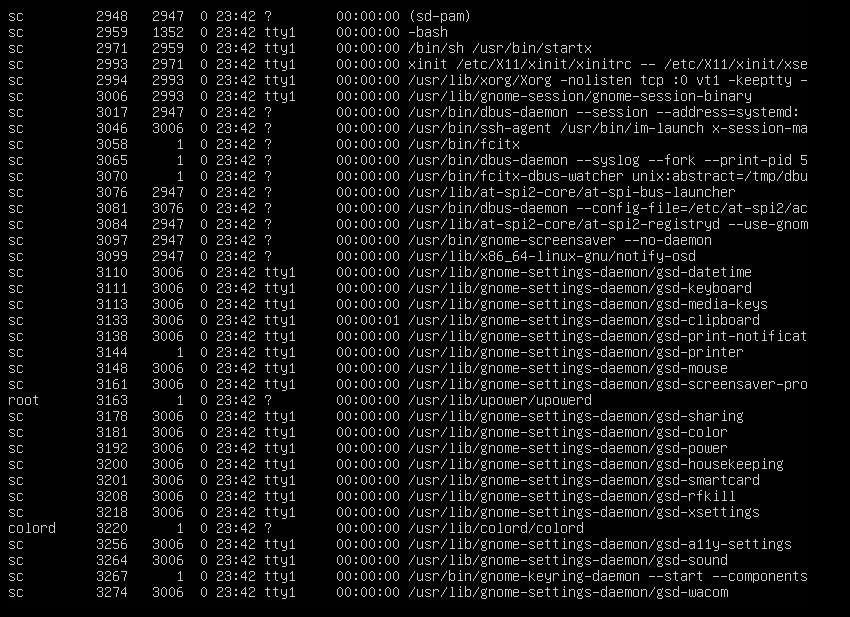 sc         2948   2947  0 23:42 ?        00:00:00 (sd-pam)
sc         2959   1352  0 23:42 tty1     00:00:00 -bash
sc         2971   2959  0 23:42 tty1     00:00:00 /bin/sh /usr/bin/startx
sc         2993   2971  0 23:42 tty1     00:00:00 xinit /etc/X11/xinit/xinitrc -- /etc/X11/xinit/xse
sc         2994   2993  0 23:42 tty1     00:00:00 /usr/lib/xorg/Xorg -nolisten tcp :0 vt1 -keeptty -
sc         3006   2993  0 23:42 tty1     00:00:00 /usr/lib/gnome-session/gnome-session-binary
sc         3017   2947  0 23:42 ?        00:00:00 /usr/bin/dbus-daemon --session --address=systemd:
sc         3046   3006  0 23:42 ?        00:00:00 /usr/bin/ssh-agent /usr/bin/im-launch x-session-ma
sc         3058      1  0 23:42 ?        00:00:00 /usr/bin/fcitx
sc         3065      1  0 23:42 ?        00:00:00 /usr/bin/dbus-daemon --syslog --fork --print-pid 5
sc         3070      1  0 23:42 ?        00:00:00 /usr/bin/fcitx-dbus-watcher unix:abstract=/tmp/dbu
sc         3076   2947  0 23:42 ?        00:00:00 /usr/lib/at-spi2-core/at-spi-bus-launcher
sc         3081   3076  0 23:42 ?        00:00:00 /usr/bin/dbus-daemon --config-file=/etc/at-spi2/ac
sc         3084   2947  0 23:42 ?        00:00:00 /usr/lib/at-spi2-core/at-spi2-registryd --use-gnom
sc         3097   2947  0 23:42 ?        00:00:00 /usr/bin/gnome-screensaver --no-daemon
sc         3099   2947  0 23:42 ?        00:00:00 /usr/lib/x86_64-linux-gnu/notify-osd
sc         3110   3006  0 23:42 tty1     00:00:00 /usr/lib/gnome-settings-daemon/gsd-datetime
sc         3111   3006  0 23:42 tty1     00:00:00 /usr/lib/gnome-settings-daemon/gsd-keyboard
sc         3113   3006  0 23:42 tty1     00:00:00 /usr/lib/gnome-settings-daemon/gsd-media-keys
sc         3133   3006  0 23:42 tty1     00:00:01 /usr/lib/gnome-settings-daemon/gsd-clipboard
sc         3138   3006  0 23:42 tty1     00:00:00 /usr/lib/gnome-settings-daemon/gsd-print-notificat
sc         3144      1  0 23:42 tty1     00:00:00 /usr/lib/gnome-settings-daemon/gsd-printer
sc         3148   3006  0 23:42 tty1     00:00:00 /usr/lib/gnome-settings-daemon/gsd-mouse
sc         3161   3006  0 23:42 tty1     00:00:00 /usr/lib/gnome-settings-daemon/gsd-screensaver-pro
root       3163      1  0 23:42 ?        00:00:00 /usr/lib/upower/upowerd
sc         3178   3006  0 23:42 tty1     00:00:00 /usr/lib/gnome-settings-daemon/gsd-sharing
sc         3181   3006  0 23:42 tty1     00:00:00 /usr/lib/gnome-settings-daemon/gsd-color
sc         3192   3006  0 23:42 tty1     00:00:00 /usr/lib/gnome-settings-daemon/gsd-power
sc         3200   3006  0 23:42 tty1     00:00:00 /usr/lib/gnome-settings-daemon/gsd-housekeeping
sc         3201   3006  0 23:42 tty1     00:00:00 /usr/lib/gnome-settings-daemon/gsd-smartcard
sc         3208   3006  0 23:42 tty1     00:00:00 /usr/lib/gnome-settings-daemon/gsd-rfkill
sc         3218   3006  0 23:42 tty1     00:00:00 /usr/lib/gnome-settings-daemon/gsd-xsettings
colord     3220      1  0 23:42 ?        00:00:00 /usr/lib/colord/colord
sc         3256   3006  0 23:42 tty1     00:00:00 /usr/lib/gnome-settings-daemon/gsd-a11y-settings
sc         3264   3006  0 23:42 tty1     00:00:00 /usr/lib/gnome-settings-daemon/gsd-sound
sc         3267      1  0 23:42 tty1     00:00:00 /usr/bin/gnome-keyring-daemon --start --components
sc         3274   3006  0 23:42 tty1     00:00:00 /usr/lib/gnome-settings-daemon/gsd-wacom